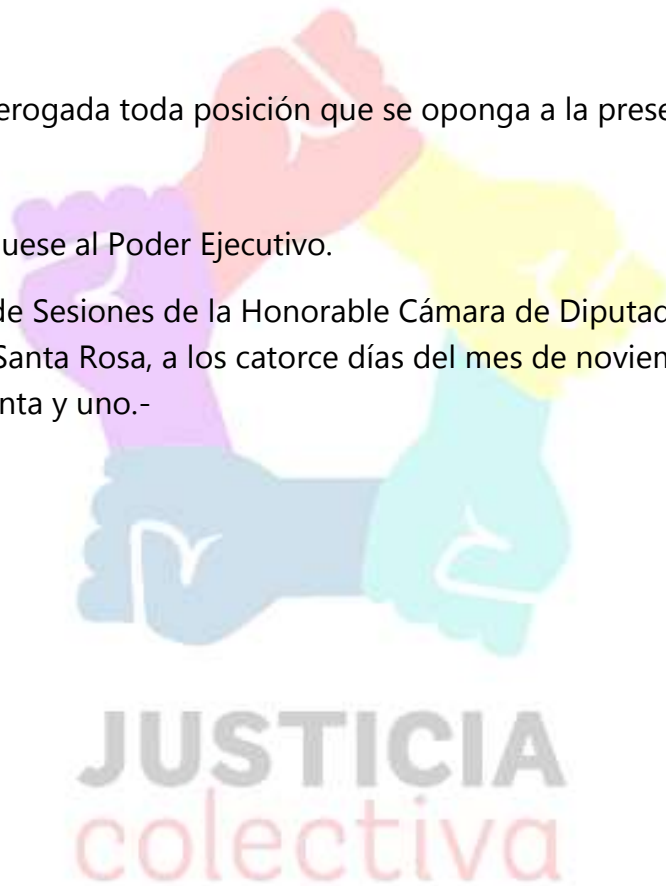 erogada toda posición que se oponga a la prese
uese al Poder Ejecutivo.
de Sesiones de la Honorable Cámara de Diputad
Santa Rosa, a los catorce días del mes de novien
nta y uno.-
JUSTICIA
colectiva